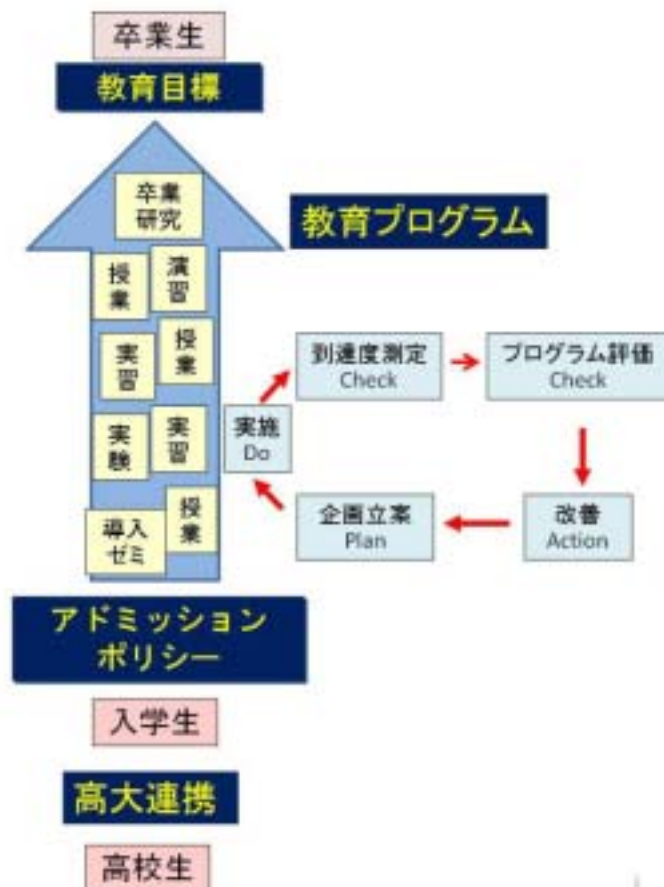 卒業生
教育目標
卒業
研究
教育プログラム
授業
演習
実習
授業
到達度測定
Check
プログラム評価
Check
実験
実習
実施
Do
企画立案
Plan
改善
Action
導入
ゼミ
授業
アドミッション
ポリシー
入学生
高大連携
高校生